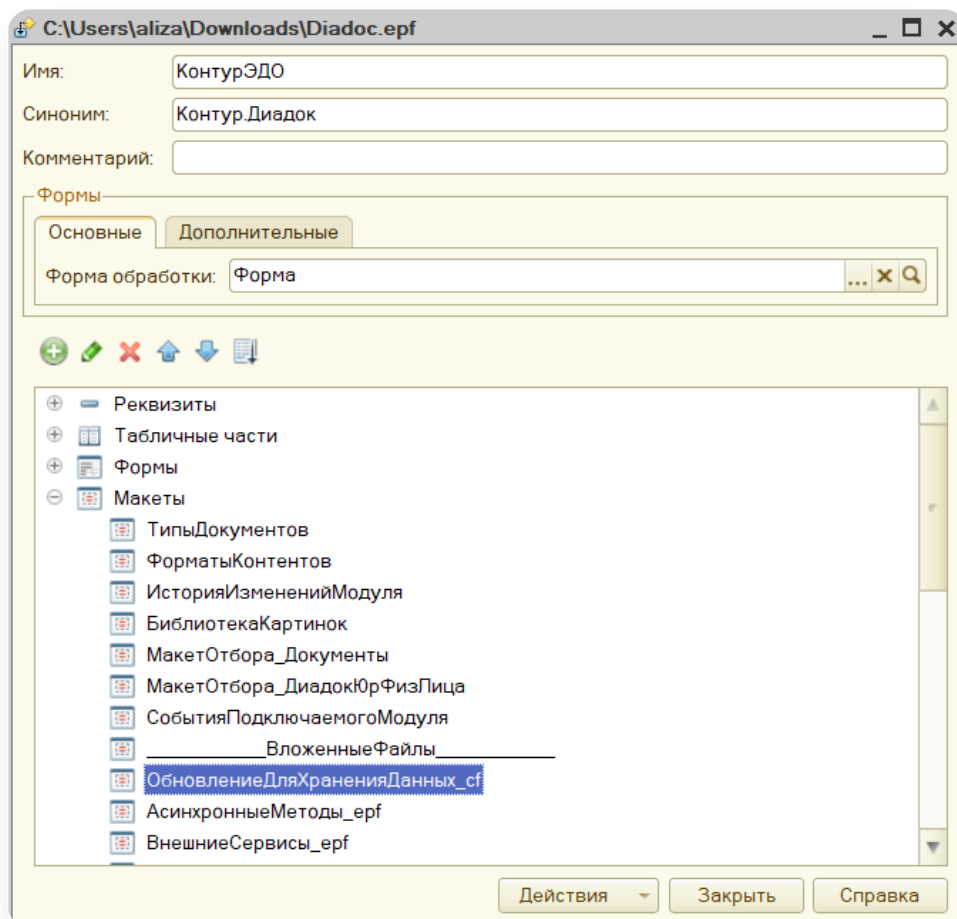 C:\Users\aliza\Downloads\Diadoc.epf
Имя: КонтурЭДО
Синоним: Контур.Диадок
Комментарий:
Формы
Основные Дополнительные
Форма обработки: Форма ...
Реквизиты
Табличные части
Формы
Макеты
ТипыДокументов
ФорматыКонтентов
ИсторияИзмененийМодуля
БиблиотекаКартинок
МакетОтбора_Документы
МакетОтбора_ДиадокЮрФизЛица
СобытияПодключаемогоМодуля
____________ВложенныеФайлы____________
ОбновлениеДляХраненияДанных_cf
АсинхронныеМетоды_epf
ВнешниеСервисы_epf
Действия Закрыть Справка